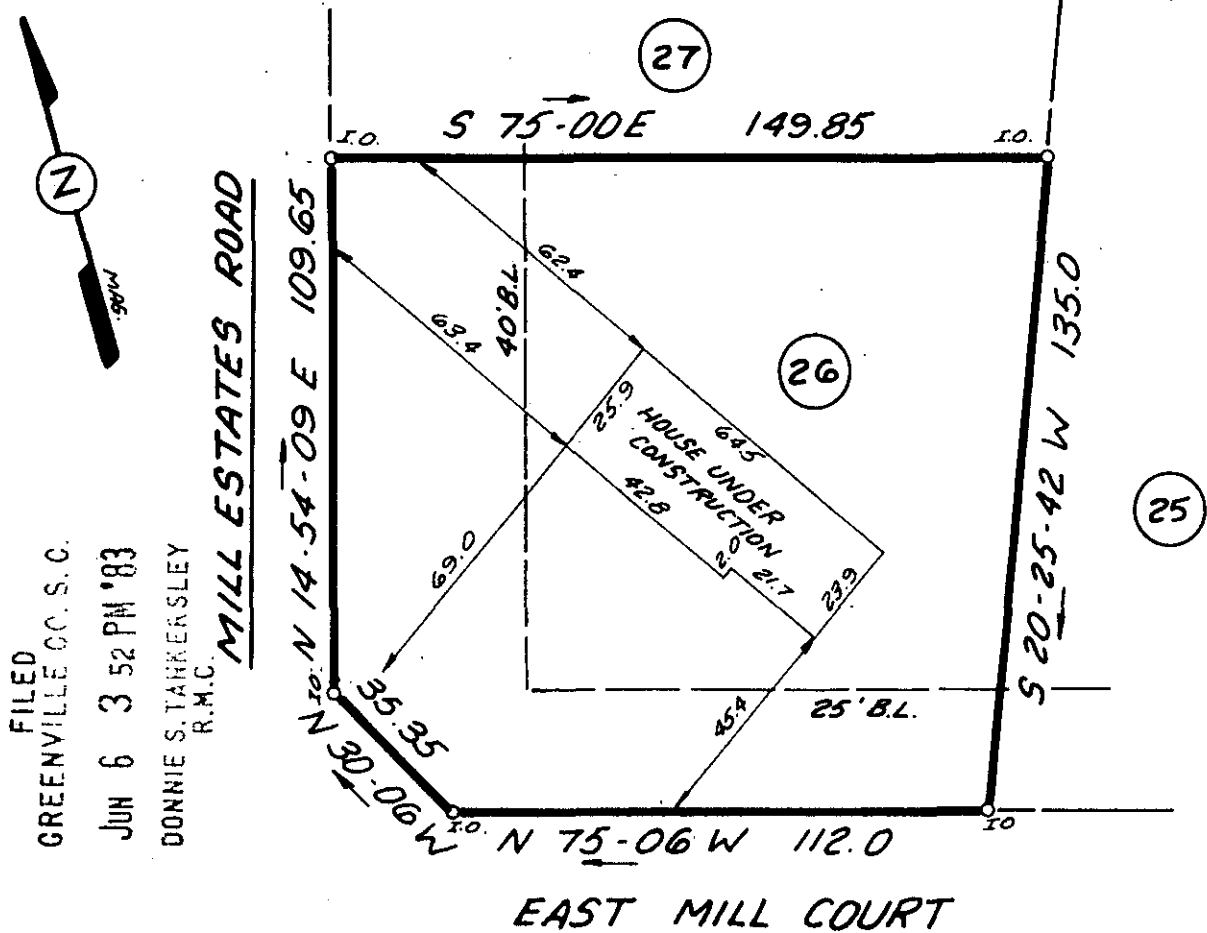 27
S 75-00 E 149.85
I.O.
I.O.
N
MAG.
MILL ESTATES ROAD
N 14-54-09 E 109.65
63.4
62.4
40' B.L.
25.9
HOUSE UNDER
CONSTRUCTION
64.5
42.8
2.0
21.7
23.9
26
S 20-25-42 W 135.0
25
69.0
45.4
25' B.L.
I.O.
35.35
N 30-06 W
I.O.
N 75-06 W 112.0
I.O.
EAST MILL COURT
FILED
GREENVILLE CO. S. C.
JUN 6 3 52 PM '83
DONNIE S. TANKERSLEY
R.M.C.